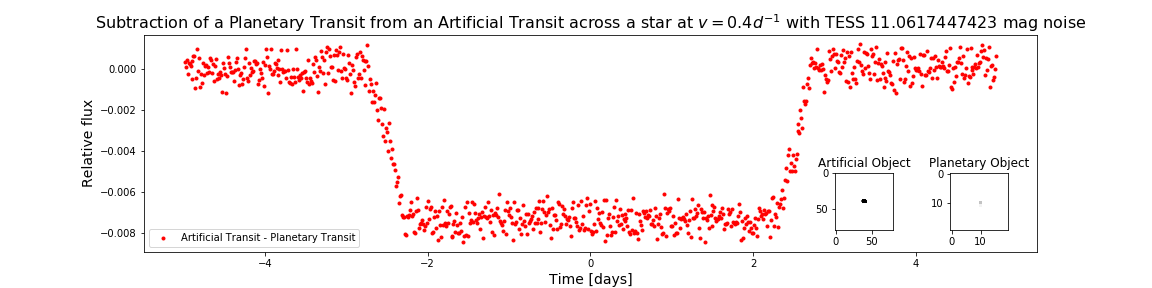 Subtraction of a Planetary Transit from an Artificial Transit across a star at v = 0.4d⁻¹ with TESS 11.0617447423 mag noise
Relative flux
0.000
−0.002
−0.004
−0.006
−0.008
Artificial Transit - Planetary Transit
Artificial Object
0
50
0 50
Planetary Object
0
10
0 10
−4 −2 0 2 4
Time [days]